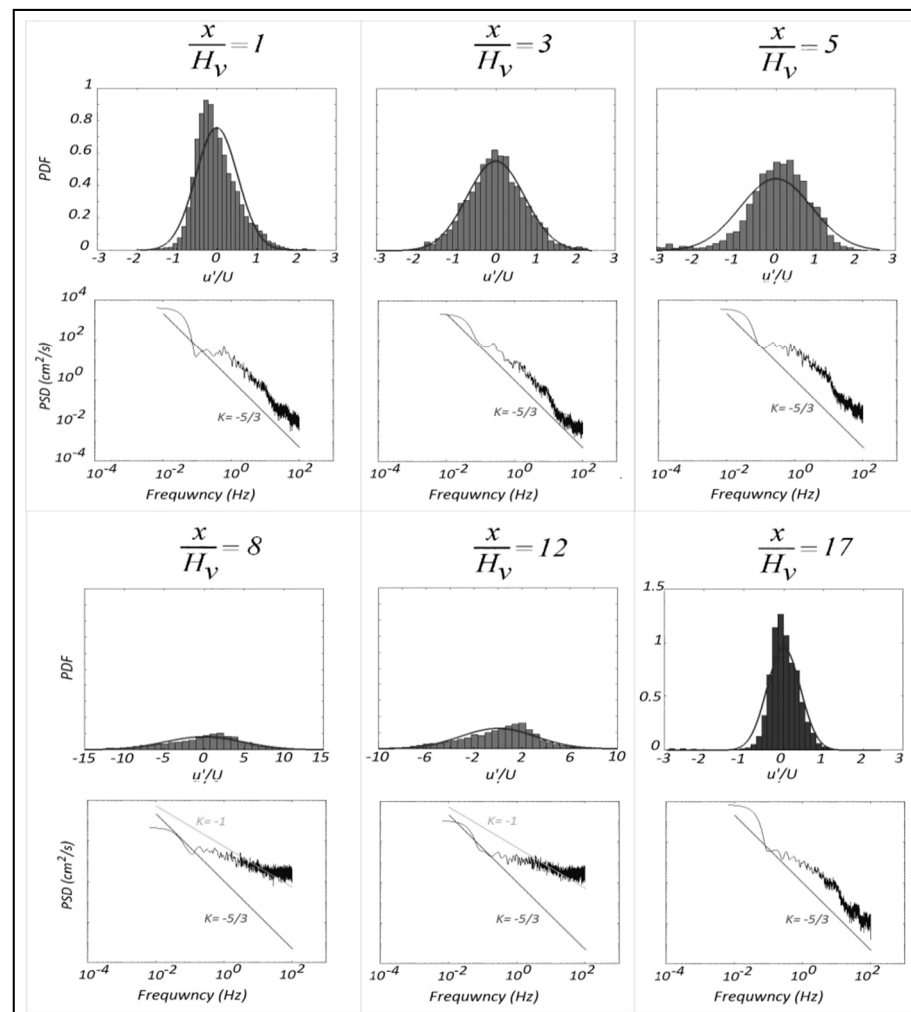 x/H_v = 1
x/H_v = 3
x/H_v = 5
PDF
1
0.8
0.6
0.4
0.2
0
-3 -2 -1 0 1 2 3
u'/U
-3 -2 -1 0 1 2 3
u'/U
-3 -2 -1 0 1 2 3
u'/U
PSD (cm²/s)
10⁴
10²
10⁰
10⁻²
10⁻⁴
K= -5/3
K= -5/3
K= -5/3
10⁻⁴ 10⁻² 10⁰ 10²
Frequwncy (Hz)
10⁻⁴ 10⁻² 10⁰ 10²
Frequwncy (Hz)
10⁻⁴ 10⁻² 10⁰ 10²
Frequwncy (Hz)
x/H_v = 8
x/H_v = 12
x/H_v = 17
PDF
1.5
1
0.5
0
-15 -10 -5 0 5 10 15
u'/U
-10 -6 -2 2 6 10
u'/U
-3 -2 -1 0 1 2 3
u'/U
PSD (cm²/s)
K= -1
K= -5/3
K= -1
K= -5/3
K= -5/3
10⁻⁴ 10⁻² 10⁰ 10²
Frequwncy (Hz)
10⁻⁴ 10⁻² 10⁰ 10²
Frequwncy (Hz)
10⁻⁴ 10⁻² 10⁰ 10²
Frequwncy (Hz)